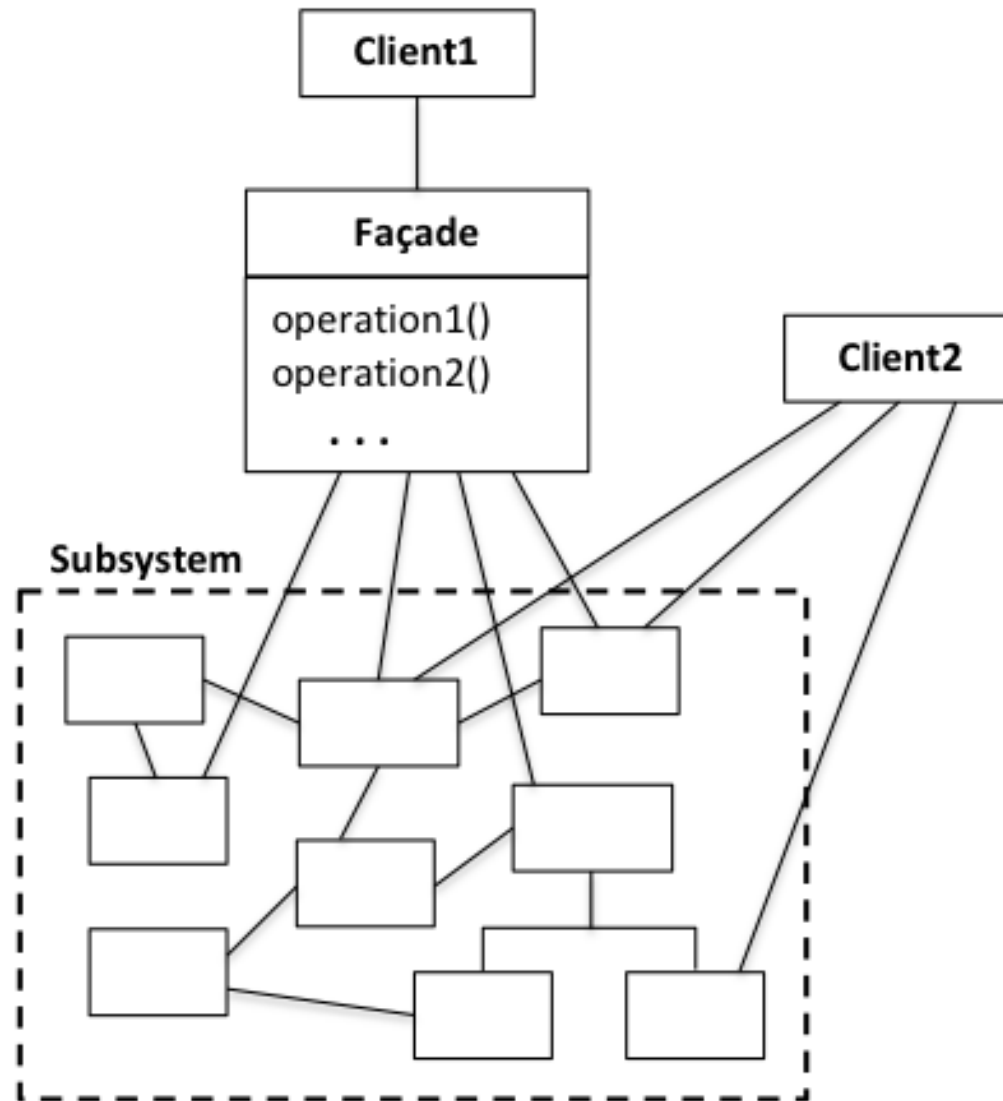 Client1
Façade
operation1()
operation2()
. . .
Client2
Subsystem